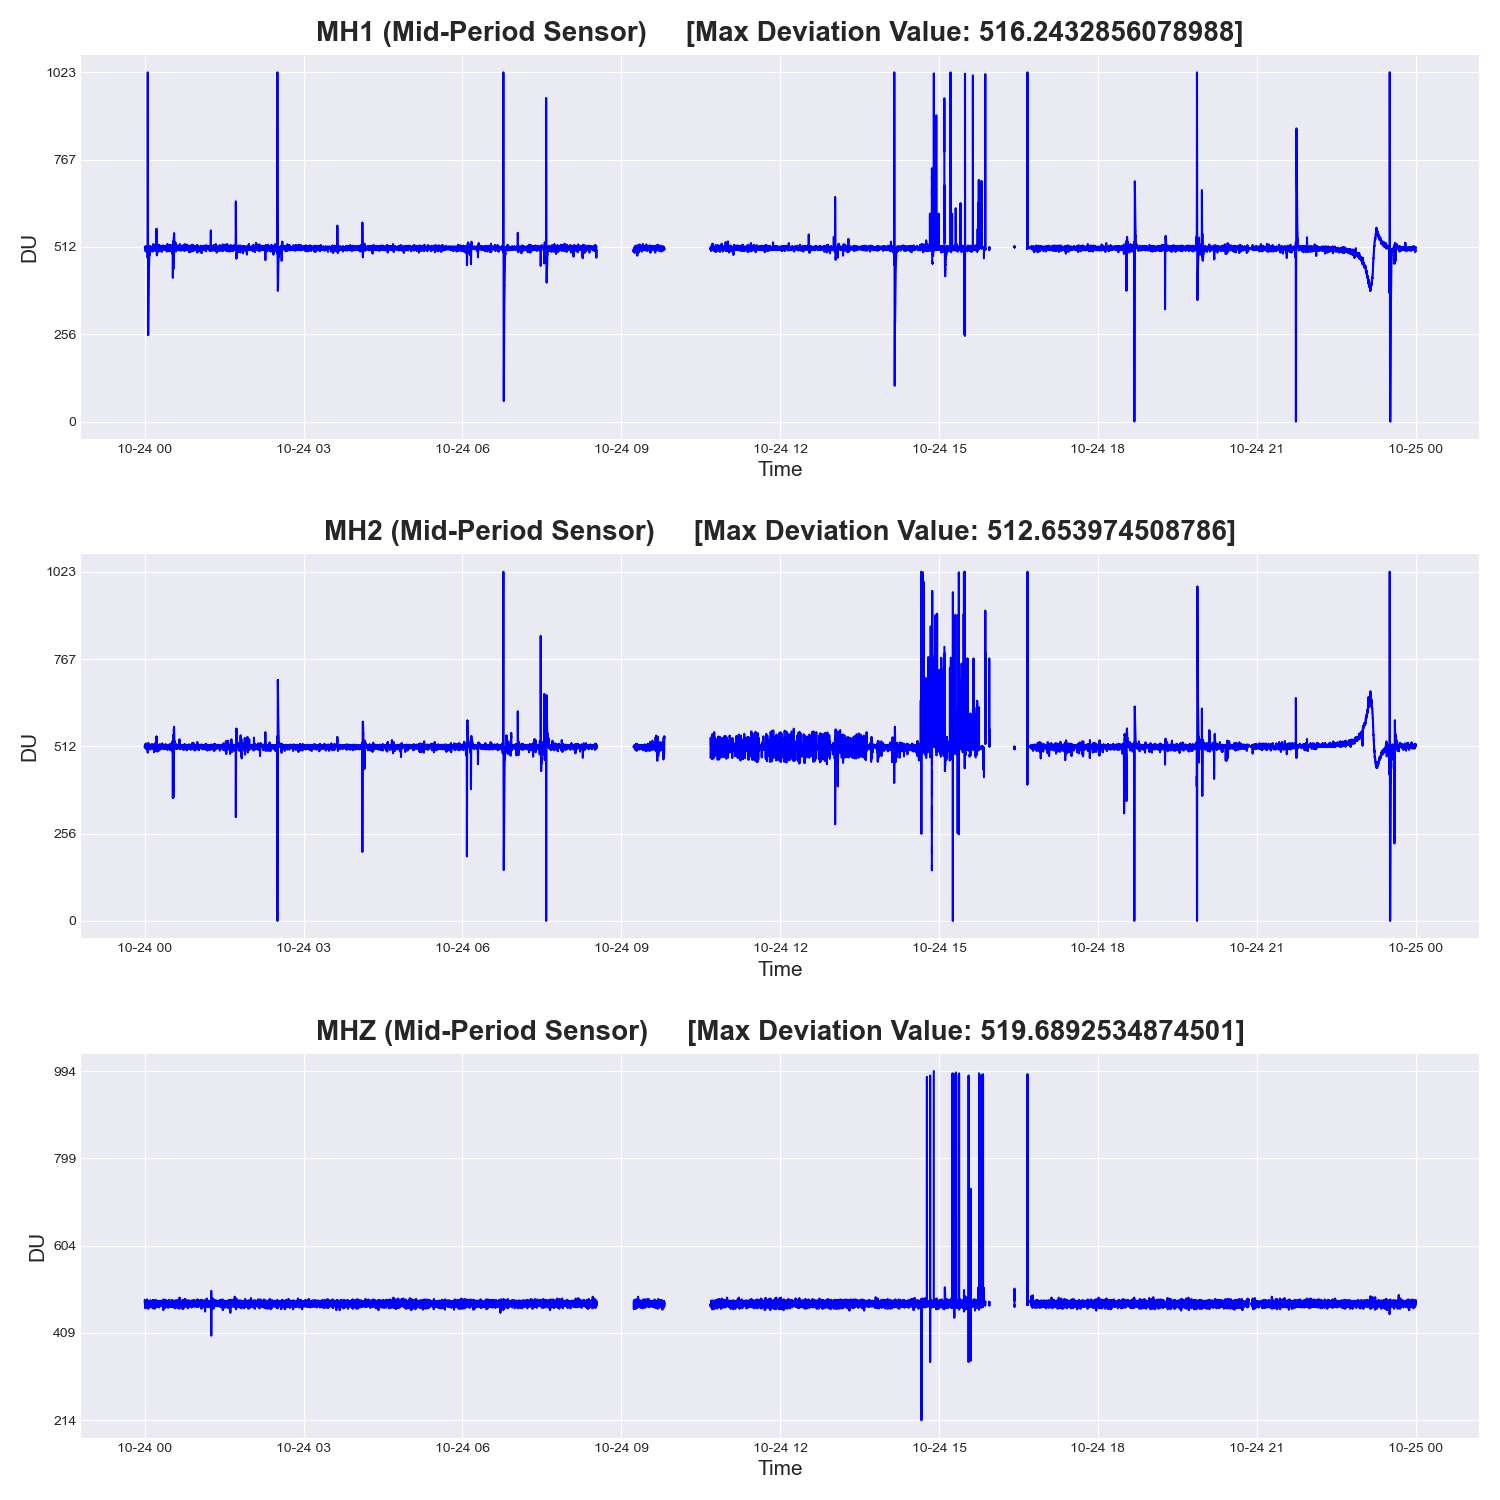 MH1 (Mid-Period Sensor) [Max Deviation Value: 516.2432856078988]
1023
767
512
256
0
DU
10-24 00 10-24 03 10-24 06 10-24 09 10-24 12 10-24 15 10-24 18 10-24 21 10-25 00
Time
MH2 (Mid-Period Sensor) [Max Deviation Value: 512.653974508786]
1023
767
512
256
0
DU
10-24 00 10-24 03 10-24 06 10-24 09 10-24 12 10-24 15 10-24 18 10-24 21 10-25 00
Time
MHZ (Mid-Period Sensor) [Max Deviation Value: 519.6892534874501]
994
799
604
409
214
DU
10-24 00 10-24 03 10-24 06 10-24 09 10-24 12 10-24 15 10-24 18 10-24 21 10-25 00
Time